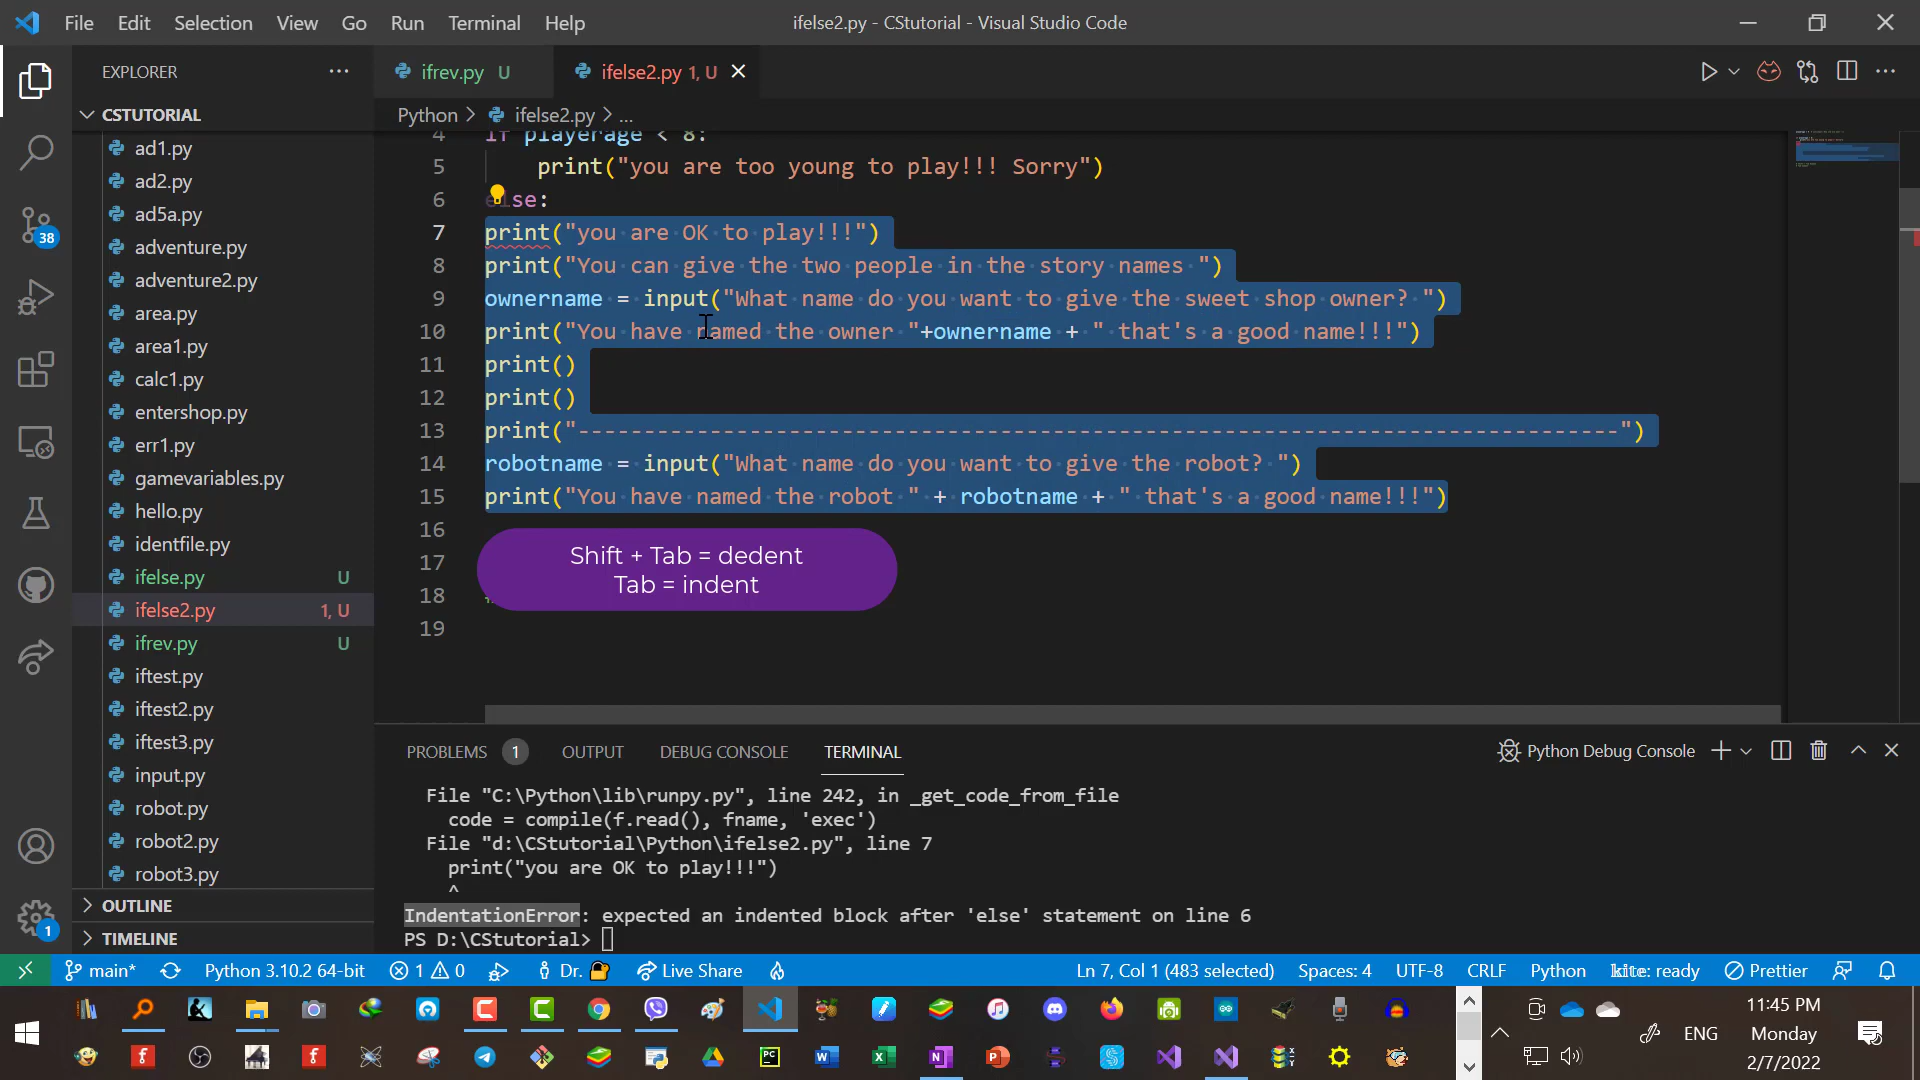 File Edit Selection View Go Run Terminal Help
ifelse2.py - CStutorial - Visual Studio Code
EXPLORER
ifrev.py U
ifelse2.py 1, U
CSTUTORIAL
Python > ifelse2.py > ...
ad1.py
ad2.py
ad5a.py
adventure.py
adventure2.py
area.py
area1.py
calc1.py
entershop.py
err1.py
gamevariables.py
hello.py
identfile.py
ifelse.py U
ifelse2.py 1, U
ifrev.py U
iftest.py
iftest2.py
iftest3.py
input.py
robot.py
robot2.py
robot3.py
OUTLINE
TIMELINE
38
1
4 if playerage < 8:
5 print("you are too young to play!!! Sorry")
6 else:
7 print("you are OK to play!!!")
8 print("You can give the two people in the story names ")
9 ownername = input("What name do you want to give the sweet shop owner? ")
10 print("You have named the owner "+ownername + " that's a good name!!!")
11 print()
12 print()
13 print("-------------------------------------------------------------------------------")
14 robotname = input("What name do you want to give the robot? ")
15 print("You have named the robot " + robotname + " that's a good name!!!")
16
17
18
19
Shift + Tab = dedent
Tab = indent
PROBLEMS 1 OUTPUT DEBUG CONSOLE TERMINAL
Python Debug Console
File "C:\Python\lib\runpy.py", line 242, in _get_code_from_file
code = compile(f.read(), fname, 'exec')
File "d:\CStutorial\Python\ifelse2.py", line 7
print("you are OK to play!!!")
^
IndentationError: expected an indented block after 'else' statement on line 6
PS D:\CStutorial>
main* Python 3.10.2 64-bit 1 0 Dr. Live Share
Ln 7, Col 1 (483 selected) Spaces: 4 UTF-8 CRLF Python kite: ready Prettier
ENG
11:45 PM
Monday
2/7/2022